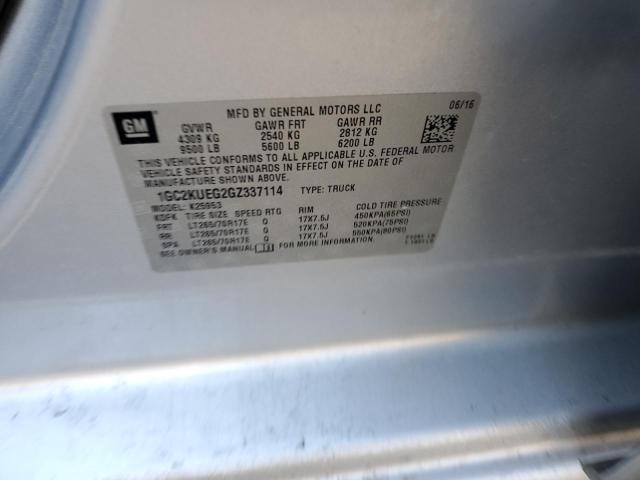 GM
MFD BY GENERAL MOTORS LLC 06/16
GVWR GAWR FRT GAWR RR
4309 KG 2540 KG 2812 KG
9500 LB 5600 LB 6200 LB
THIS VEHICLE CONFORMS TO ALL APPLICABLE U.S. FEDERAL MOTOR
VEHICLE SAFETY STANDARDS IN EFFECT ON THE DATE OF
MANUFACTURE SHOWN ABOVE.
1GC2KUEG2GZ337114 TYPE: TRUCK
MODEL: K25953
KDFK TIRE SIZE SPEED RTG RIM COLD TIRE PRESSURE
FRT LT265/70R17E Q 17X7.5J 450KPA(65PSI)
RR LT265/70R17E Q 17X7.5J 520KPA(75PSI)
SPA LT265/70R17E Q 17X7.5J 550KPA(80PSI)
SEE OWNER'S MANUAL